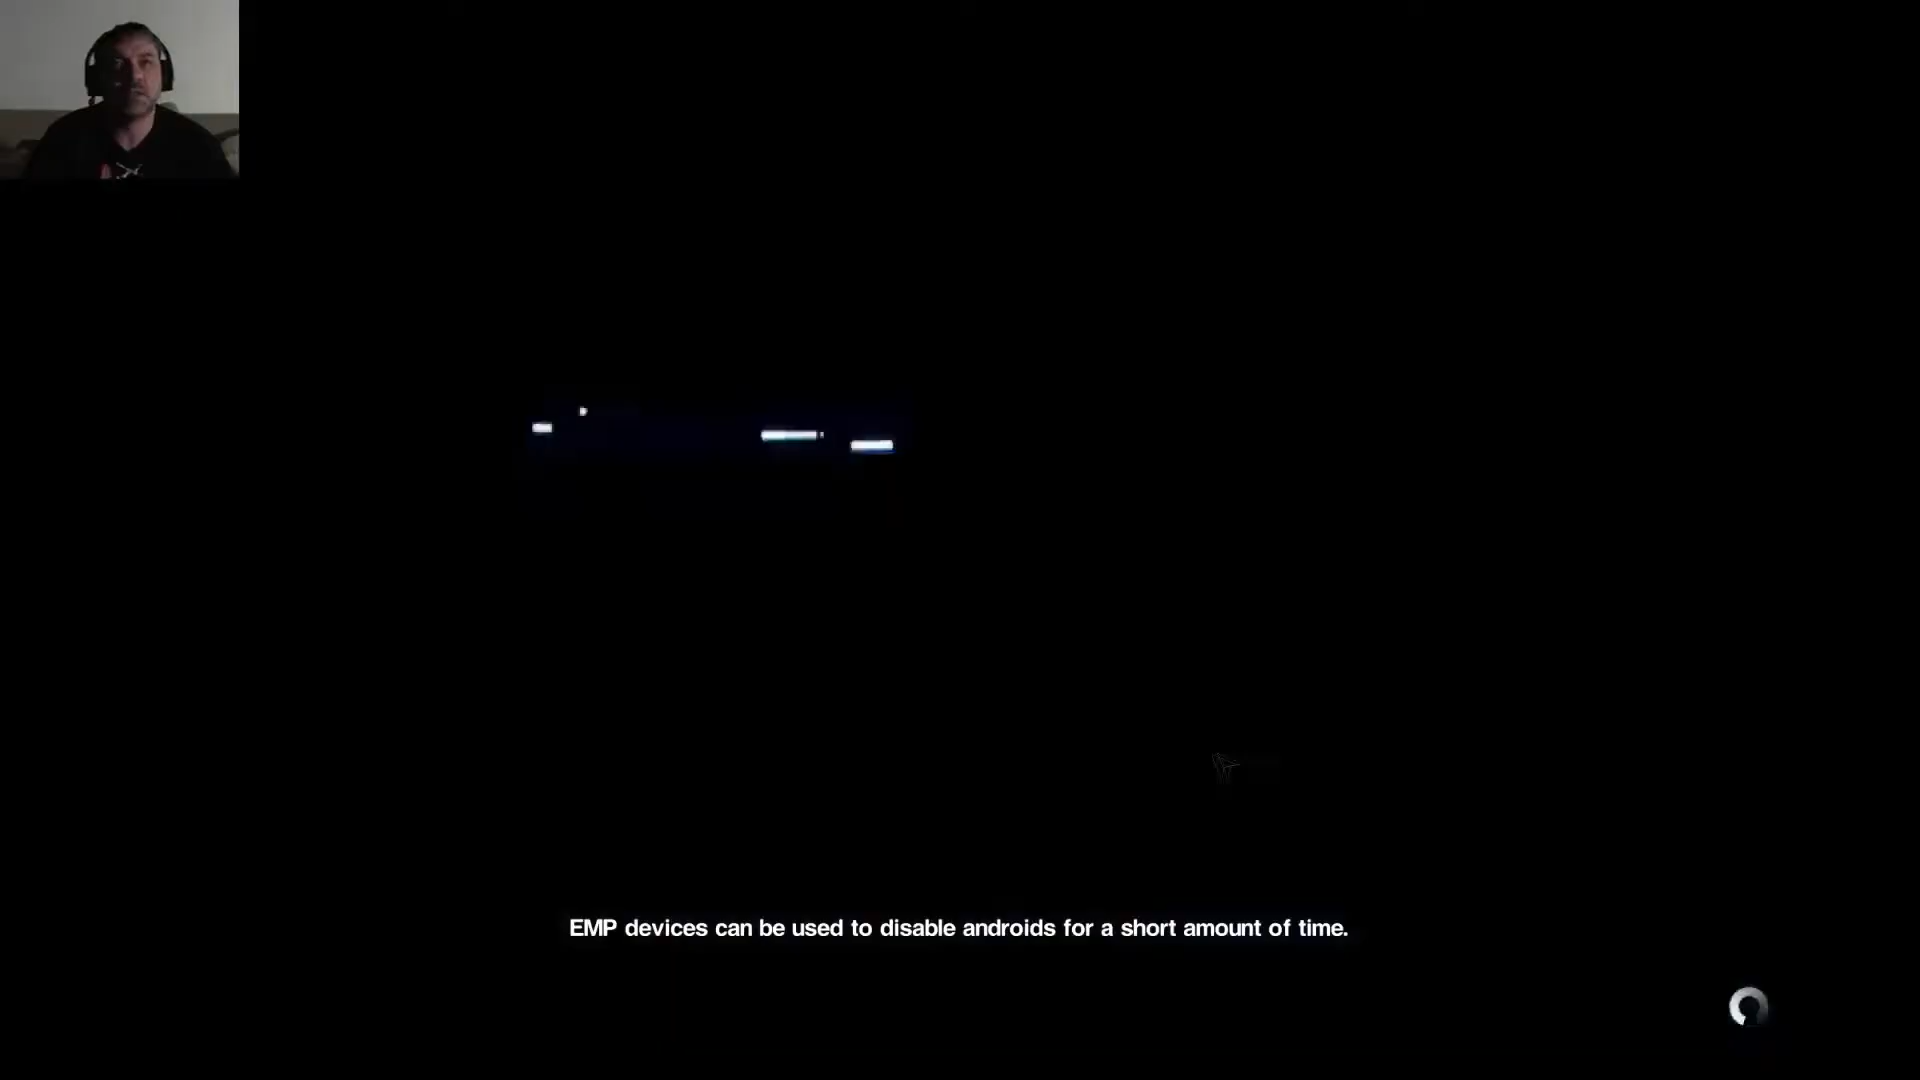 EMP devices can be used to disable androids for a short amount of time.